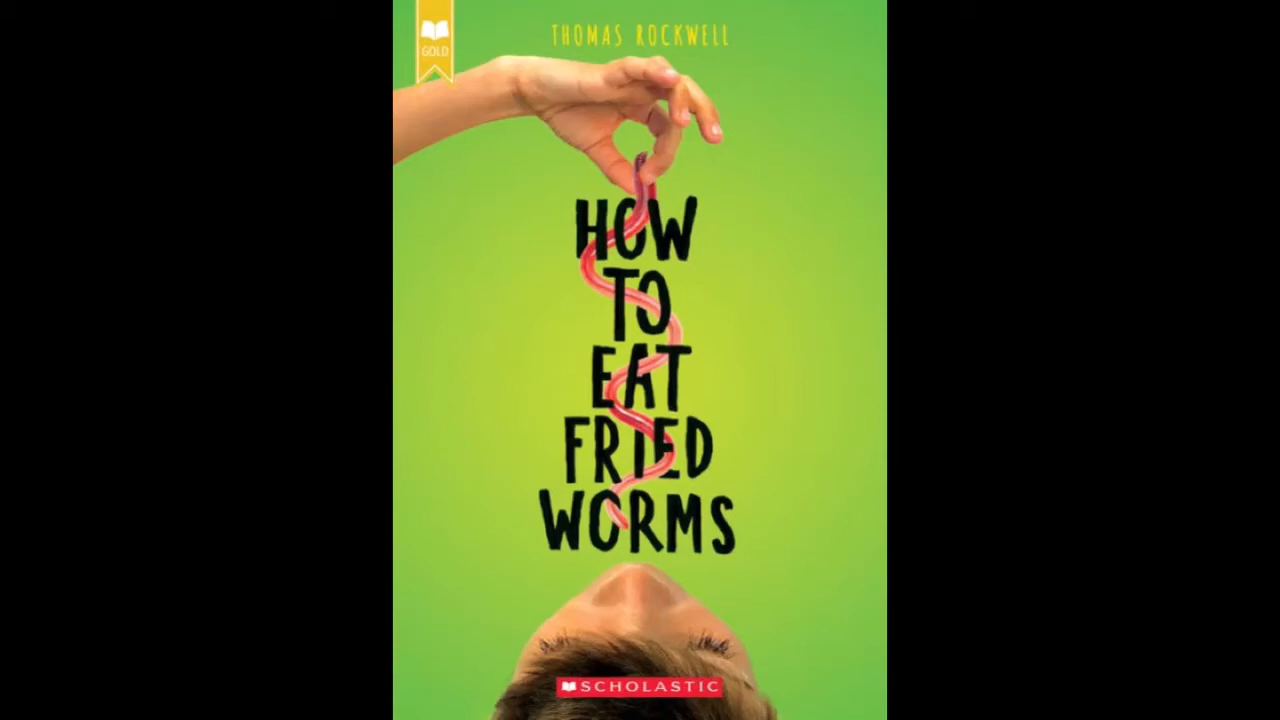 GOLD
THOMAS ROCKWELL
HOW
TO
EAT
FRIED
WORMS
SCHOLASTIC